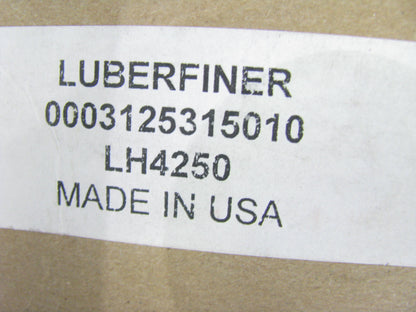 LUBERFINER
0003125315010
LH4250
MADE IN USA